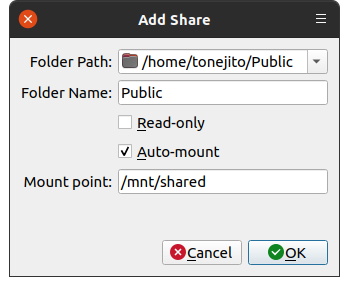 Add Share
Folder Path: /home/tonejito/Public
Folder Name: Public
Read-only
Auto-mount
Mount point: /mnt/shared
Cancel OK